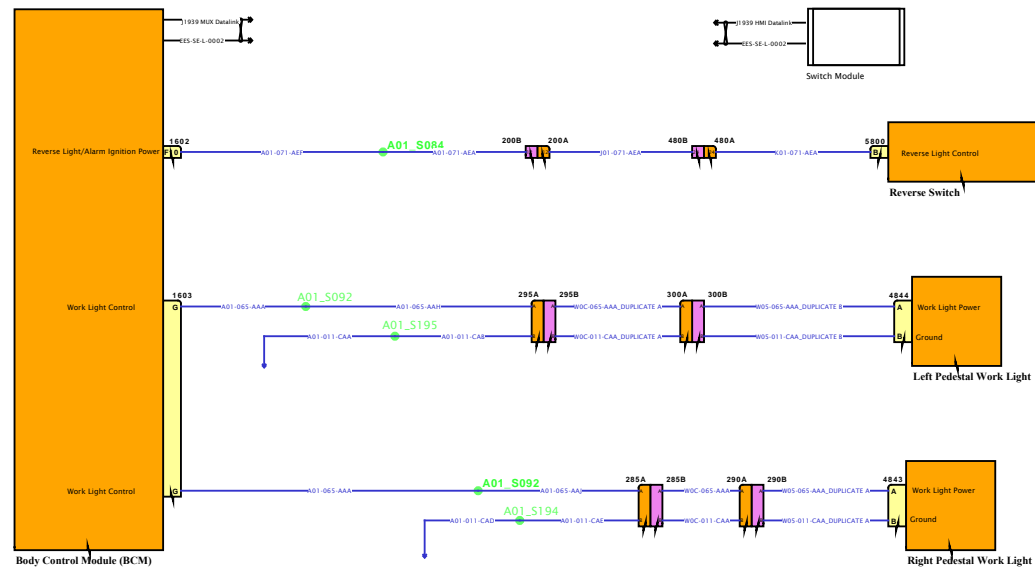 J1939 MUX Datalink
EES-SE-L-0002
J1939 HMI Datalink
EES-SE-L-0002
Switch Module
Reverse Light/Alarm Ignition Power
F10
1602
A01-071-AEF
A01_S084
A01-071-AEA
200B
200A
J01-071-AEA
480B
480A
K01-071-AEA
5800
B
Reverse Light Control
Reverse Switch
Work Light Control
1603
G
A01-065-AAA
A01_S092
A01-065-AAH
295A
295B
A
A
W0C-065-AAA_DUPLICATE A
300A
300B
A
A
W05-065-AAA_DUPLICATE B
4844
A
Work Light Power
A01-011-CAA
A01_S195
A01-011-CAB
B
B
W0C-011-CAA_DUPLICATE A
B
B
W05-011-CAA_DUPLICATE B
B
Ground
Left Pedestal Work Light
Work Light Control
G
A01-065-AAA
A01_S092
A01-065-AAJ
285A
285B
A
A
W0C-065-AAA
290A
290B
A
A
W05-065-AAA_DUPLICATE A
4843
A
Work Light Power
A01-011-CAD
A01_S194
A01-011-CAE
B
B
W0C-011-CAA
B
B
W05-011-CAA_DUPLICATE A
B
Ground
Body Control Module (BCM)
Right Pedestal Work Light